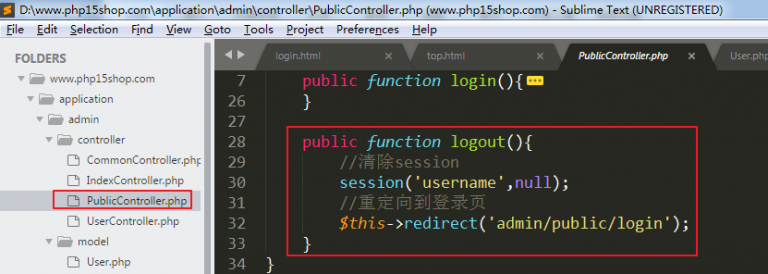 D:\www.php15shop.com\application\admin\controller\PublicController.php (www.php15shop.com) - Sublime Text (UNREGISTERED)
File Edit Selection Find View Goto Tools Project Preferences Help
FOLDERS
www.php15shop.com
application
admin
controller
CommonController.php
IndexController.php
PublicController.php
UserController.php
model
User.php
login.html top.html PublicController.php User.php
7 public function login(){
26 }
27
28 public function logout(){
29 //清除session
30 session('username',null);
31 //重定向到登录页
32 $this->redirect('admin/public/login');
33 }
34 }